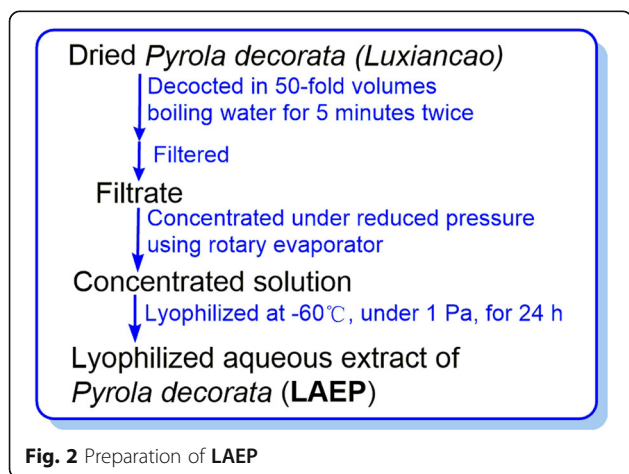 Dried Pyrola decorata (Luxiancao)
Decocted in 50-fold volumes
boiling water for 5 minutes twice
Filtered
Filtrate
Concentrated under reduced pressure
using rotary evaporator
Concentrated solution
Lyophilized at -60℃, under 1 Pa, for 24 h
Lyophilized aqueous extract of
Pyrola decorata (LAEP)
Fig. 2 Preparation of LAEP